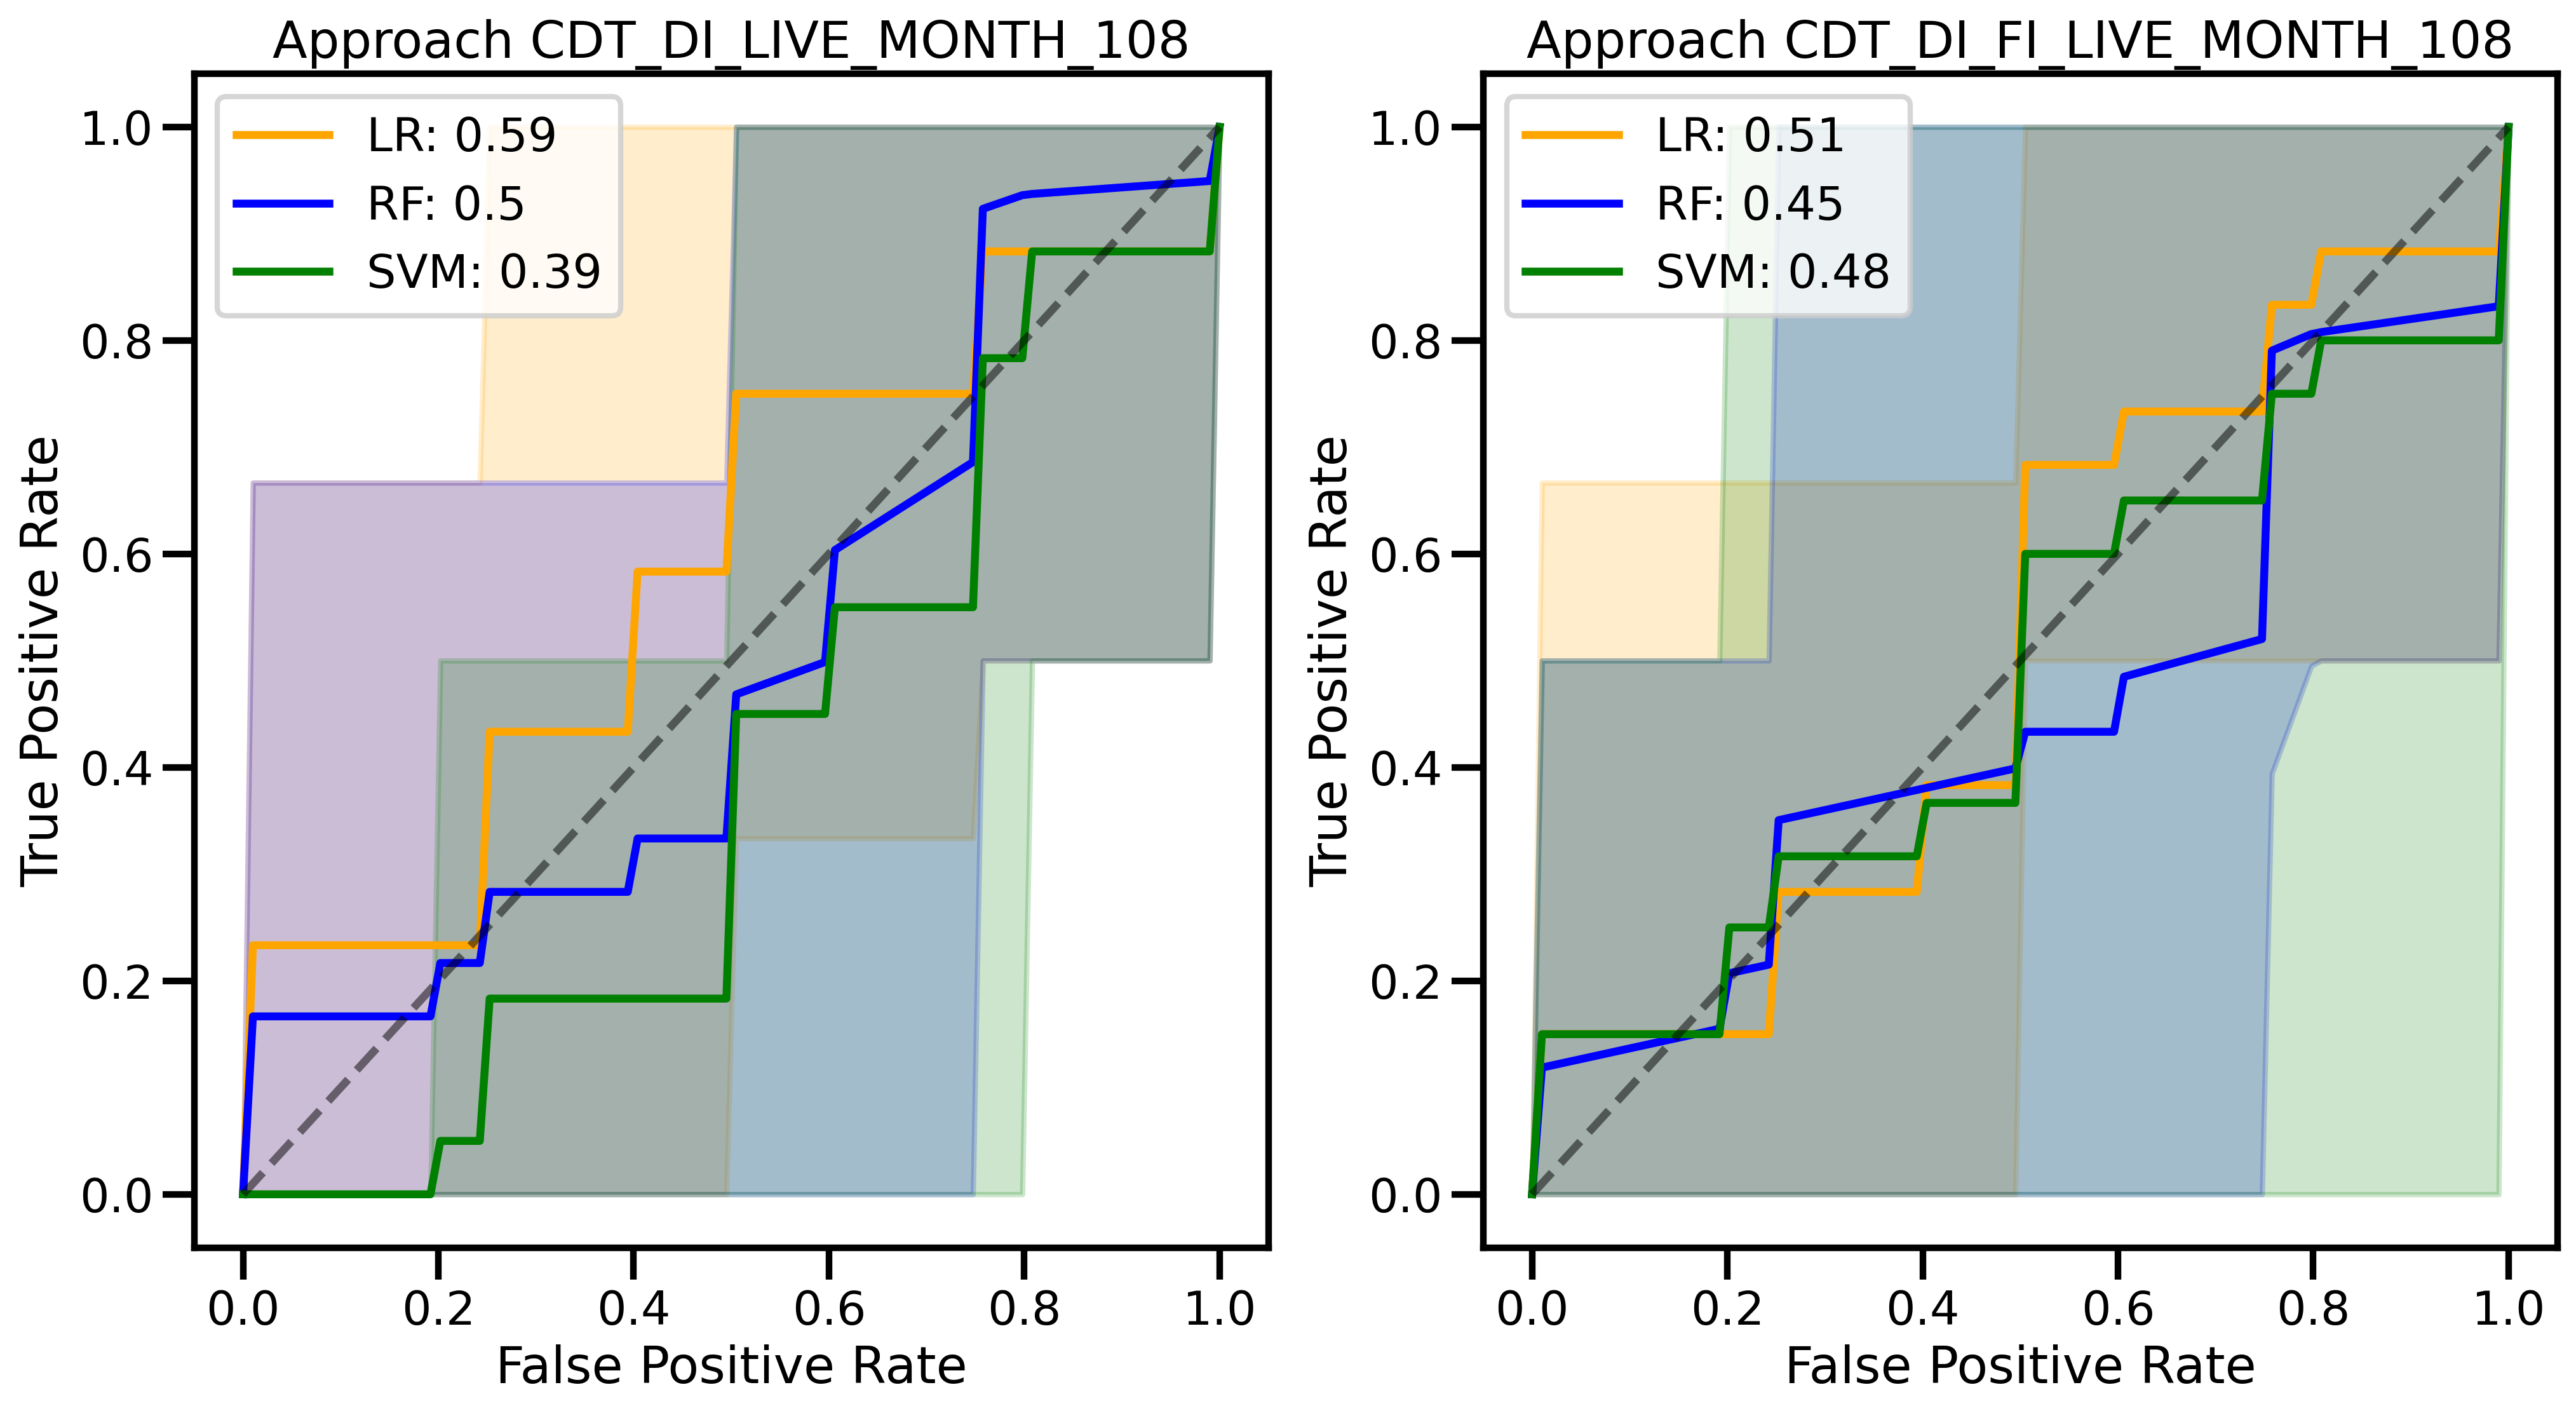 Approach CDT_DI_LIVE_MONTH_108
LR: 0.59
RF: 0.5
SVM: 0.39
True Positive Rate
1.0
0.8
0.6
0.4
0.2
0.0
0.0 0.2 0.4 0.6 0.8 1.0
False Positive Rate
Approach CDT_DI_FI_LIVE_MONTH_108
LR: 0.51
RF: 0.45
SVM: 0.48
True Positive Rate
1.0
0.8
0.6
0.4
0.2
0.0
0.0 0.2 0.4 0.6 0.8 1.0
False Positive Rate